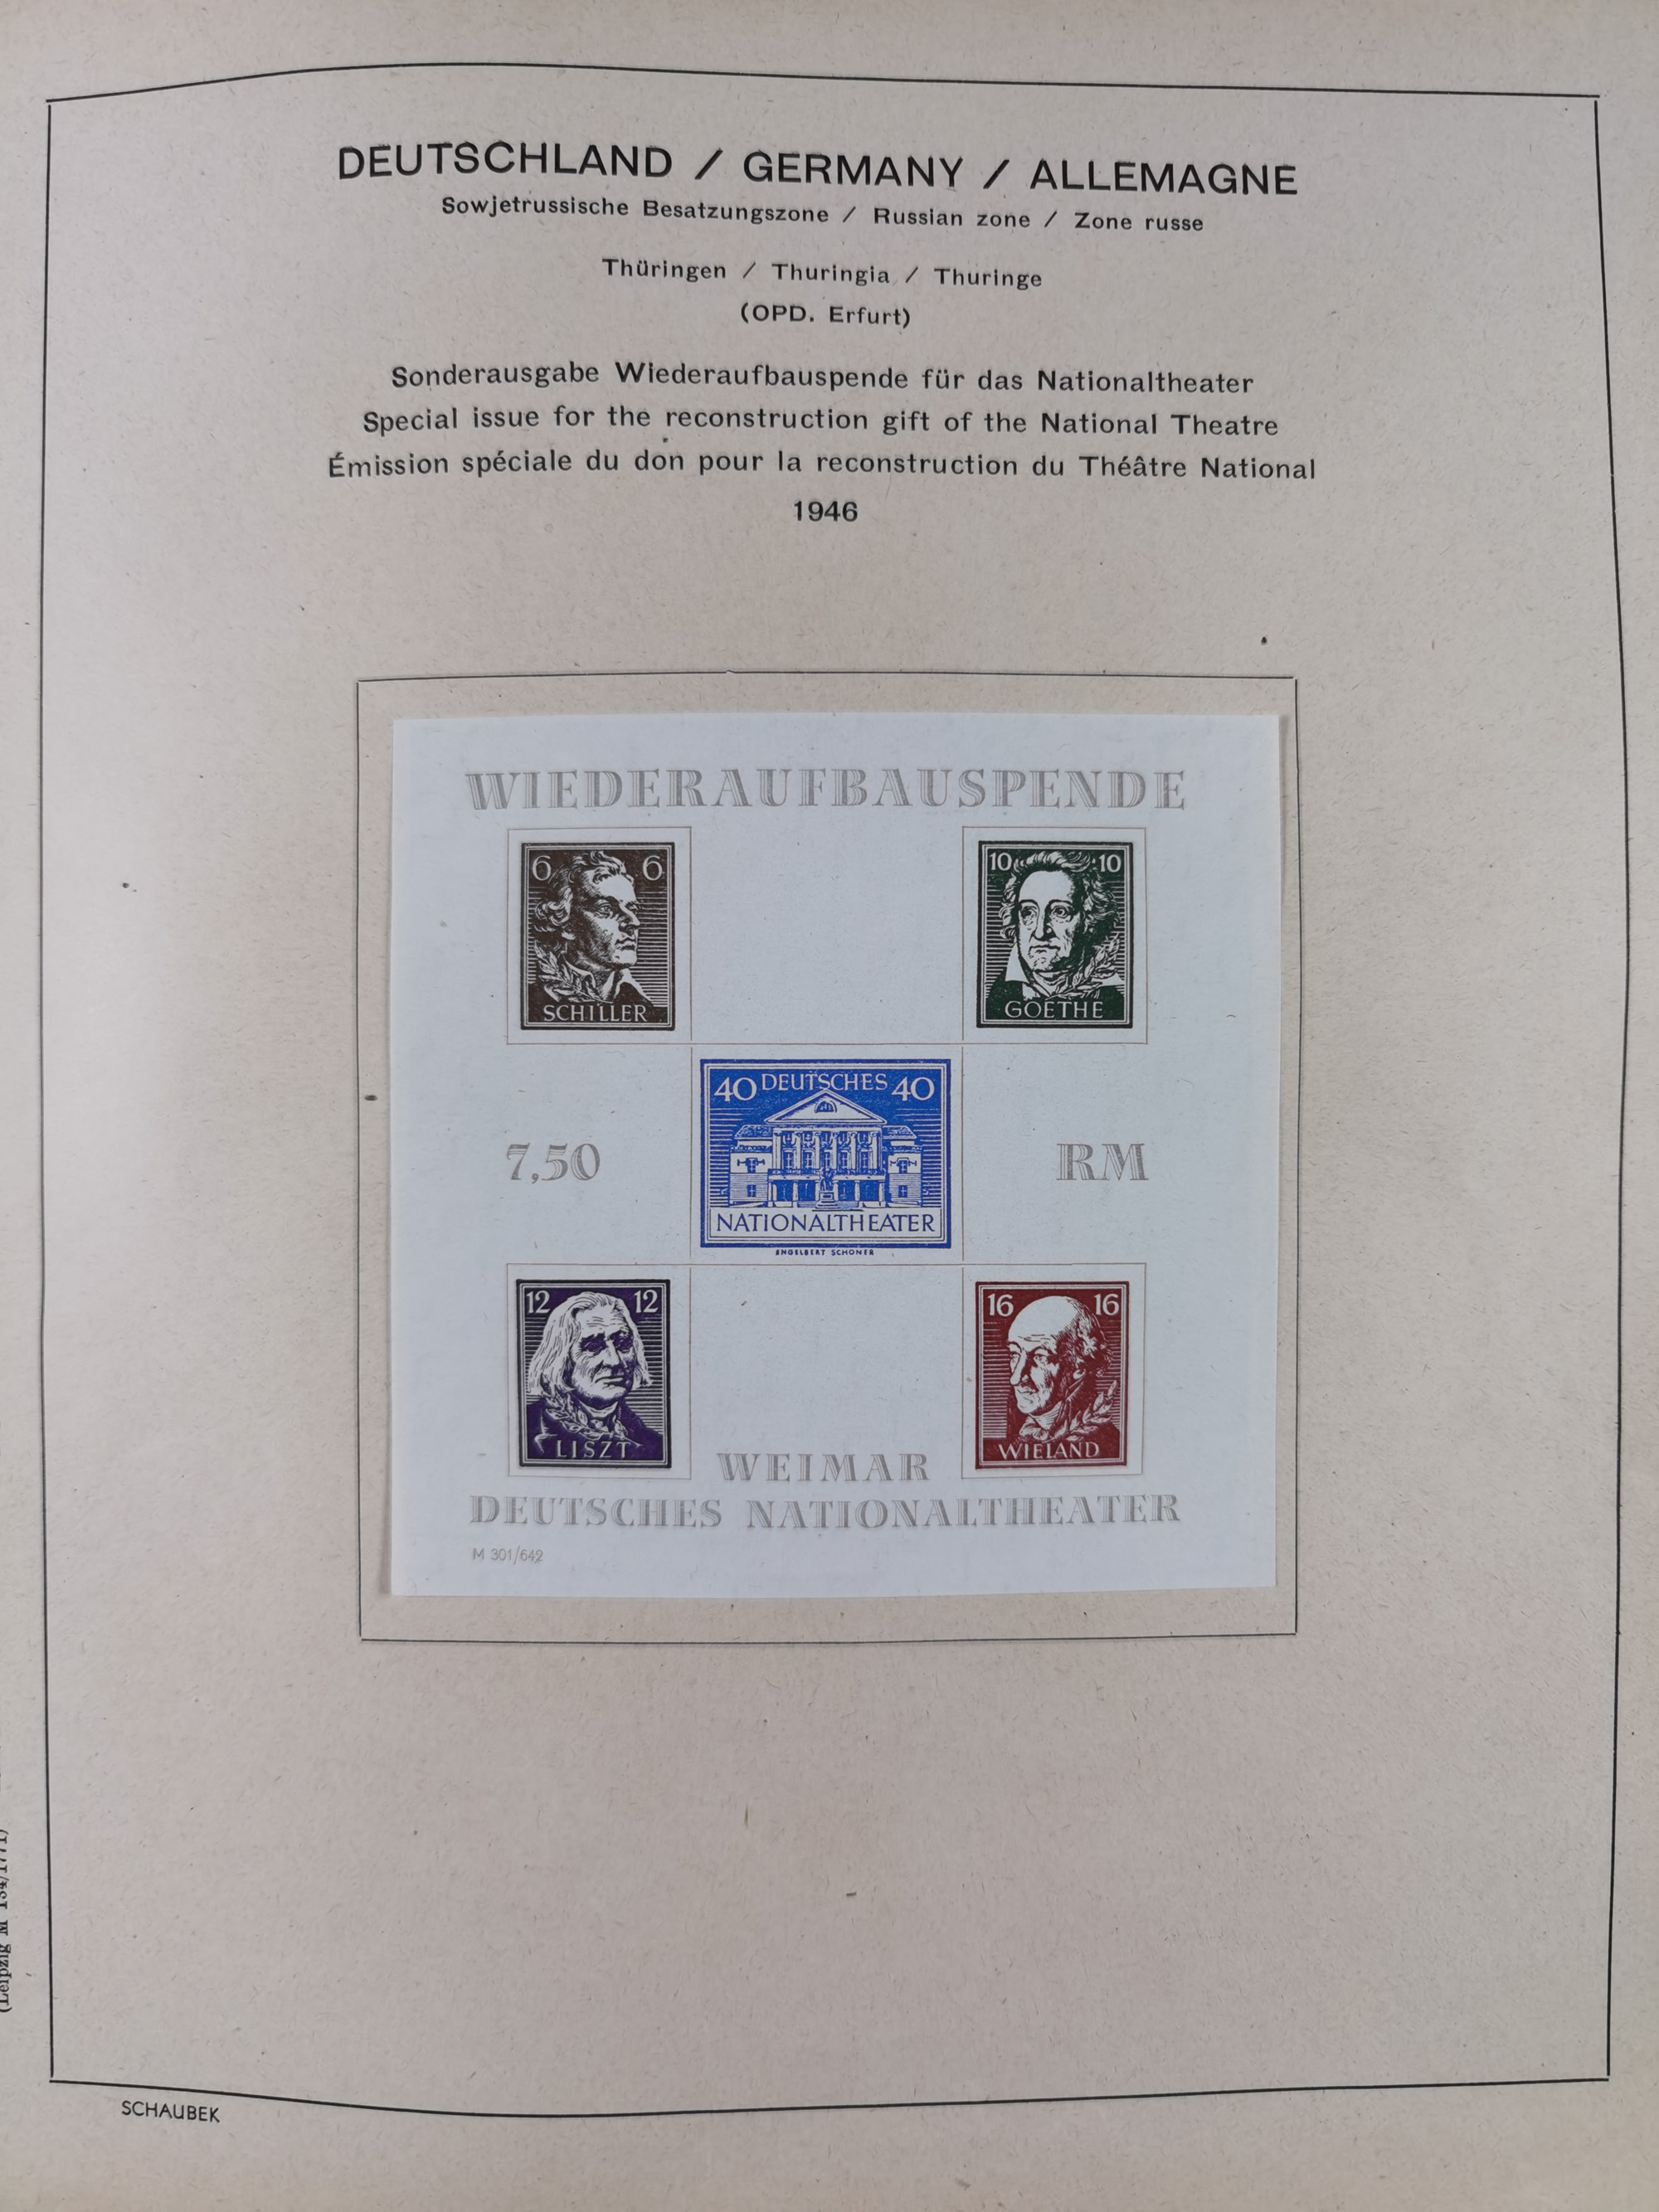 DEUTSCHLAND / GERMANY / ALLEMAGNE
Sowjetrussische Besatzungszone / Russian zone / Zone russe
Thüringen / Thuringia / Thuringe
(OPD. Erfurt)
Sonderausgabe Wiederaufbauspende für das Nationaltheater
Special issue for the reconstruction gift of the National Theatre
Émission spéciale du don pour la reconstruction du Théâtre National
1946
WIEDERAUFBAUSPENDE
6 6
SCHILLER
10 10
GOETHE
40 DEUTSCHES 40
NATIONALTHEATER
ENGELBERT SCHONER
7,50 RM
12 12
LISZT
16 16
WIELAND
WEIMAR
DEUTSCHES NATIONALTHEATER
M 301/642
(Leipzig M
SCHAUBEK